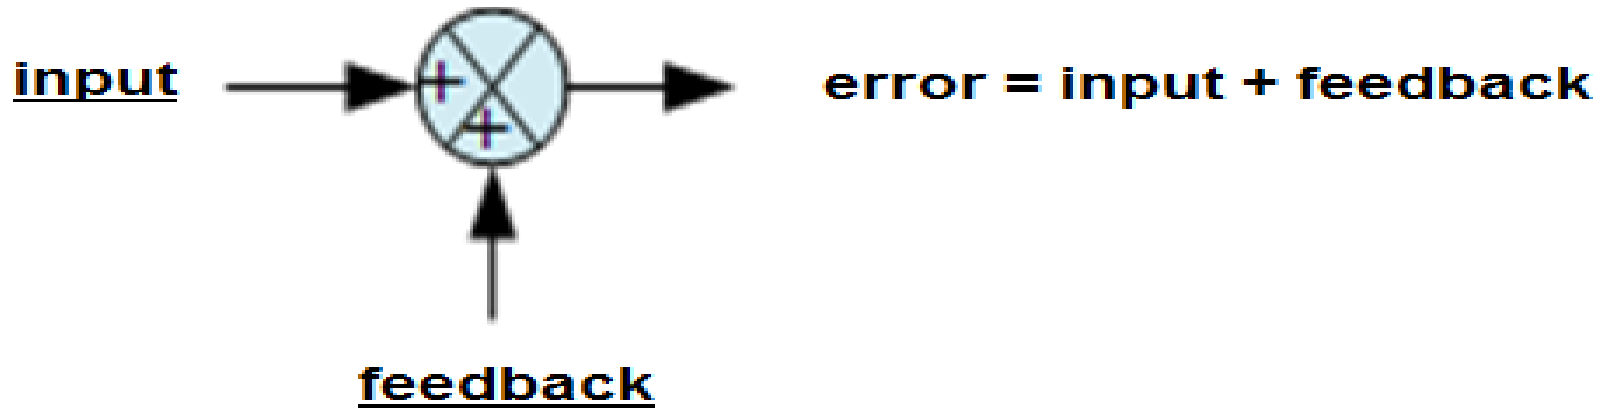 input
+
+
error = input + feedback
feedback